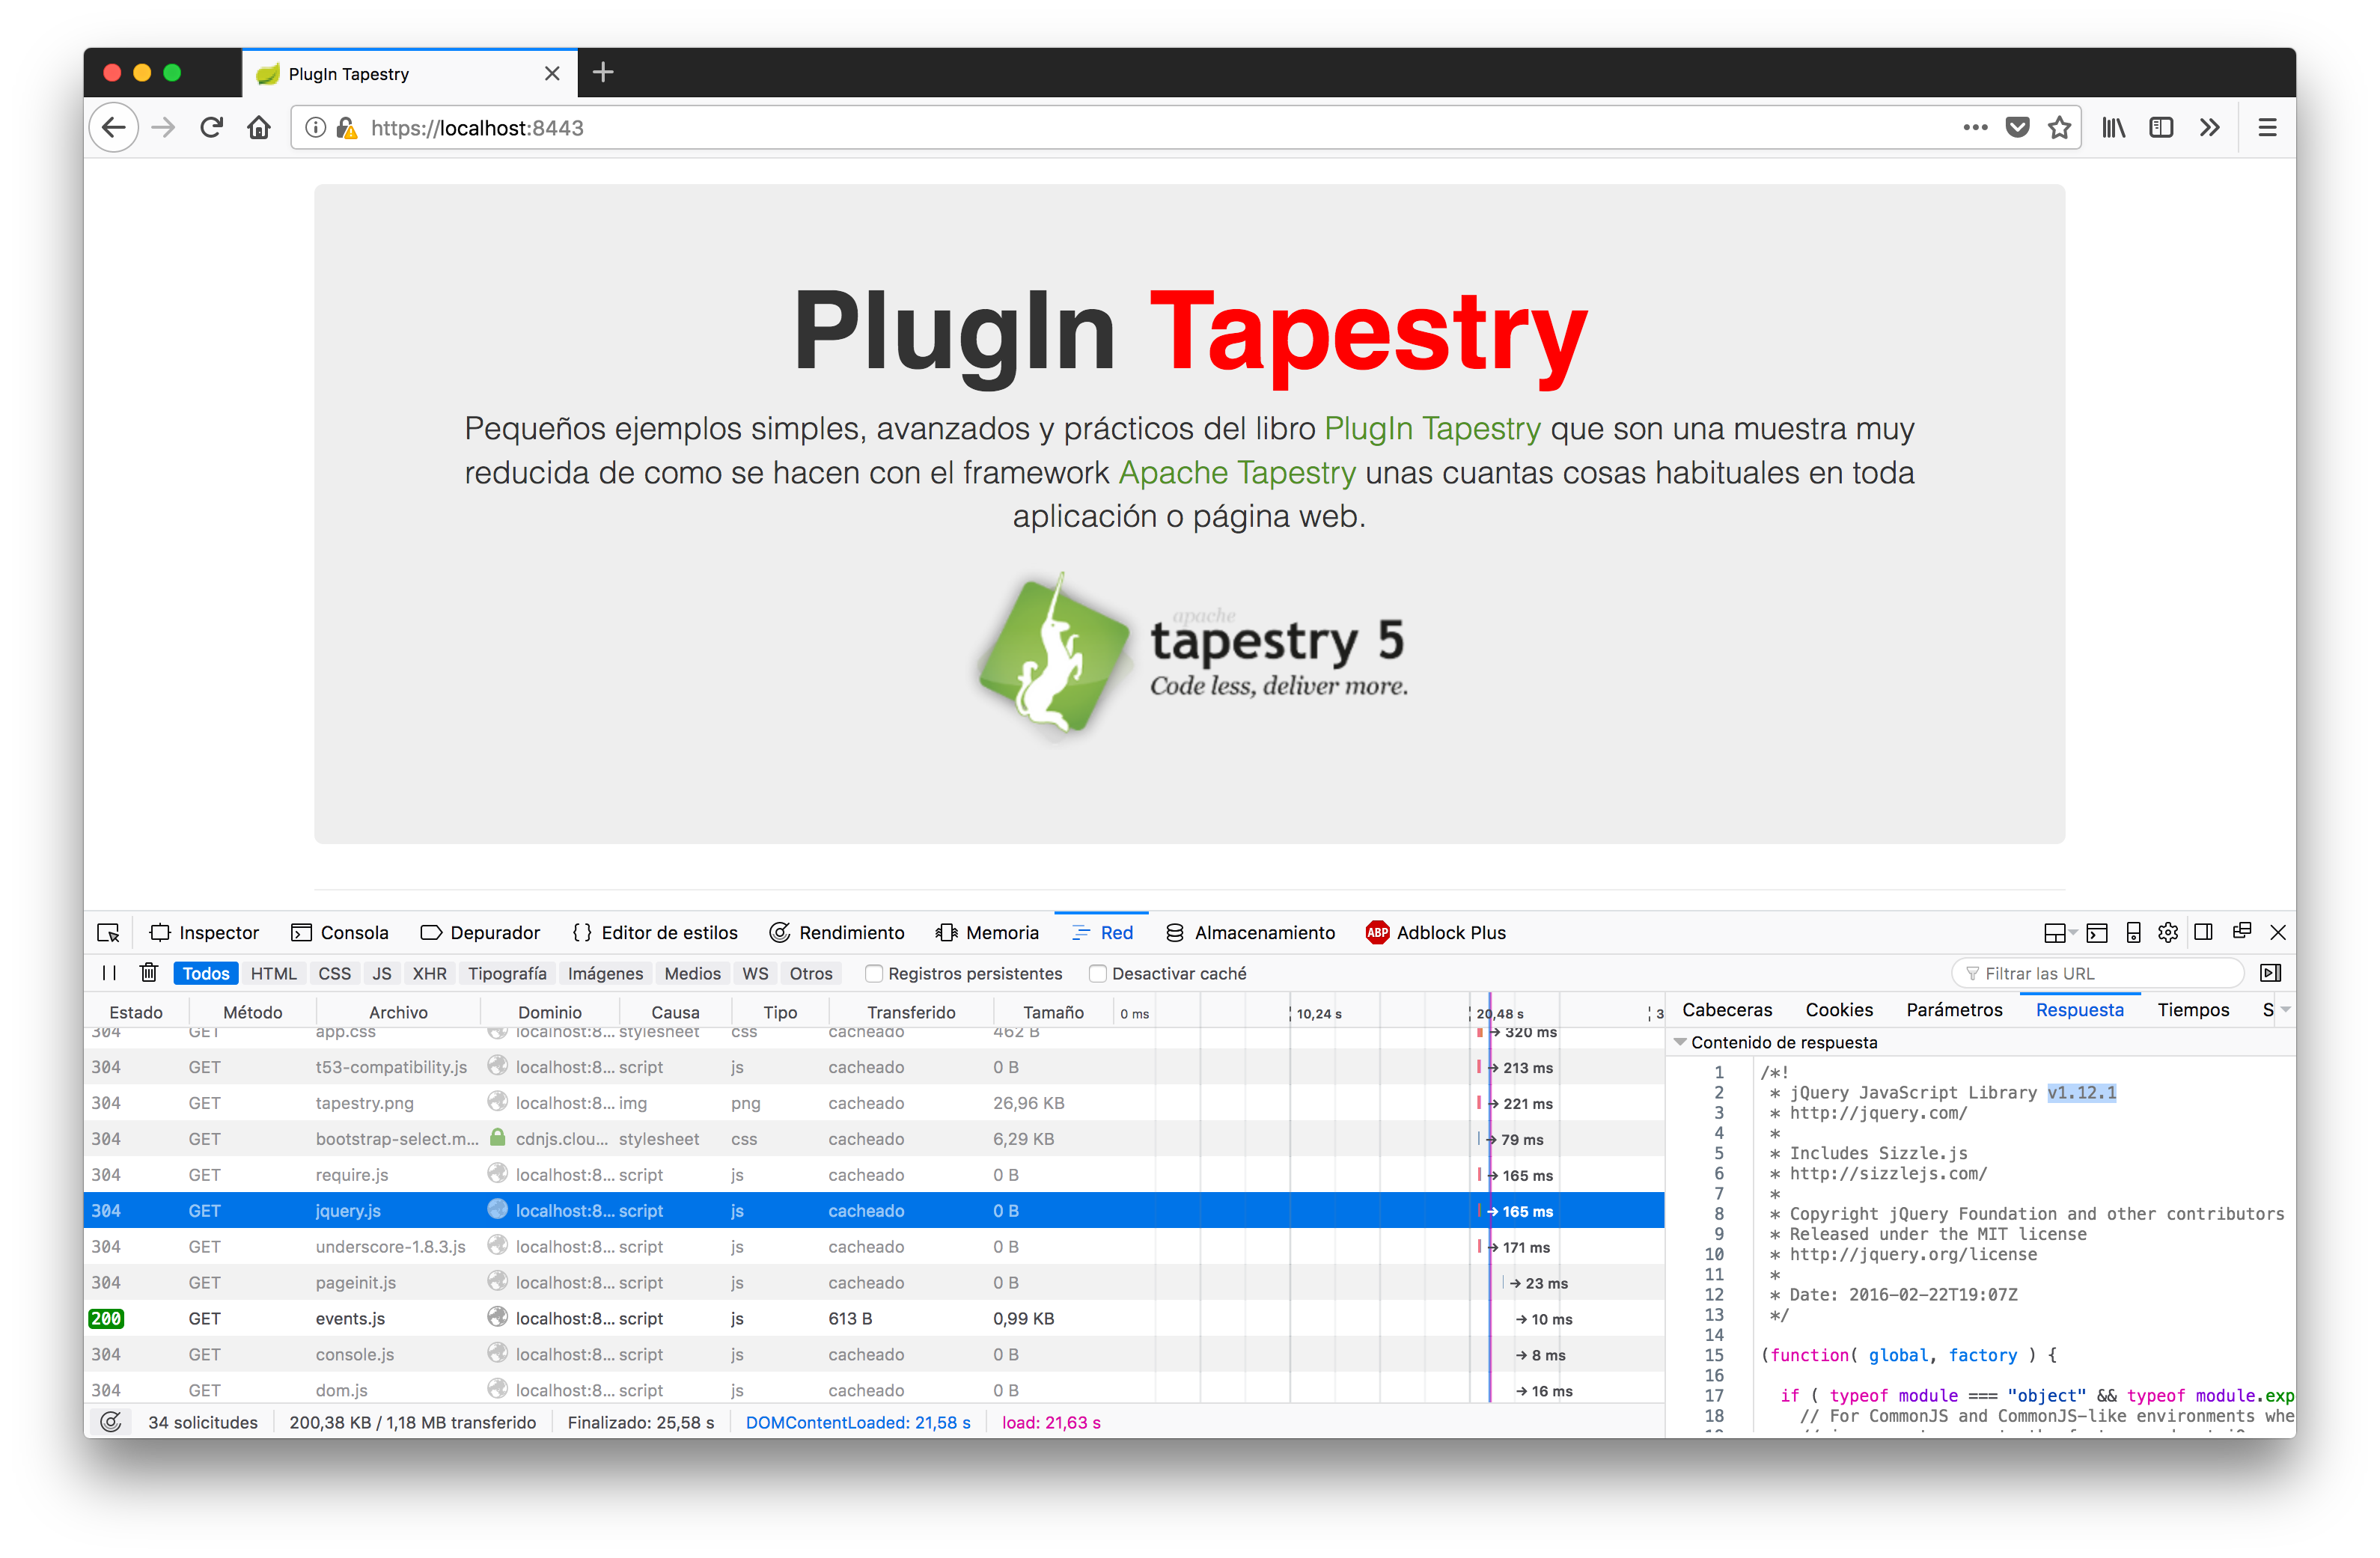 PlugIn Tapestry
https://localhost:8443
PlugIn Tapestry
Pequeños ejemplos simples, avanzados y prácticos del libro PlugIn Tapestry que son una muestra muy
reducida de como se hacen con el framework Apache Tapestry unas cuantas cosas habituales en toda
aplicación o página web.
apache
tapestry 5
Code less, deliver more.
Inspector Consola Depurador Editor de estilos Rendimiento Memoria Red Almacenamiento ABP Adblock Plus
Todos HTML CSS JS XHR Tipografía Imágenes Medios WS Otros Registros persistentes Desactivar caché Filtrar las URL
Estado Método Archivo Dominio Causa Tipo Transferido Tamaño 0 ms 10,24 s 20,48 s 3
304 GET app.css localhost:8... stylesheet css cacheado 462 B → 320 ms
304 GET t53-compatibility.js localhost:8... script js cacheado 0 B → 213 ms
304 GET tapestry.png localhost:8... img png cacheado 26,96 KB → 221 ms
304 GET bootstrap-select.m... cdnjs.clou... stylesheet css cacheado 6,29 KB → 79 ms
304 GET require.js localhost:8... script js cacheado 0 B → 165 ms
304 GET jquery.js localhost:8... script js cacheado 0 B → 165 ms
304 GET underscore-1.8.3.js localhost:8... script js cacheado 0 B → 171 ms
304 GET pageinit.js localhost:8... script js cacheado 0 B → 23 ms
200 GET events.js localhost:8... script js 613 B 0,99 KB → 10 ms
304 GET console.js localhost:8... script js cacheado 0 B → 8 ms
304 GET dom.js localhost:8... script js cacheado 0 B → 16 ms
34 solicitudes 200,38 KB / 1,18 MB transferido Finalizado: 25,58 s DOMContentLoaded: 21,58 s load: 21,63 s
Cabeceras Cookies Parámetros Respuesta Tiempos S
Contenido de respuesta
1 /*!
2 * jQuery JavaScript Library v1.12.1
3 * http://jquery.com/
4 *
5 * Includes Sizzle.js
6 * http://sizzlejs.com/
7 *
8 * Copyright jQuery Foundation and other contributors
9 * Released under the MIT license
10 * http://jquery.org/license
11 *
12 * Date: 2016-02-22T19:07Z
13 */
14
15 (function( global, factory ) {
16
17 if ( typeof module === "object" && typeof module.exp
18 // For CommonJS and CommonJS-like environments whe